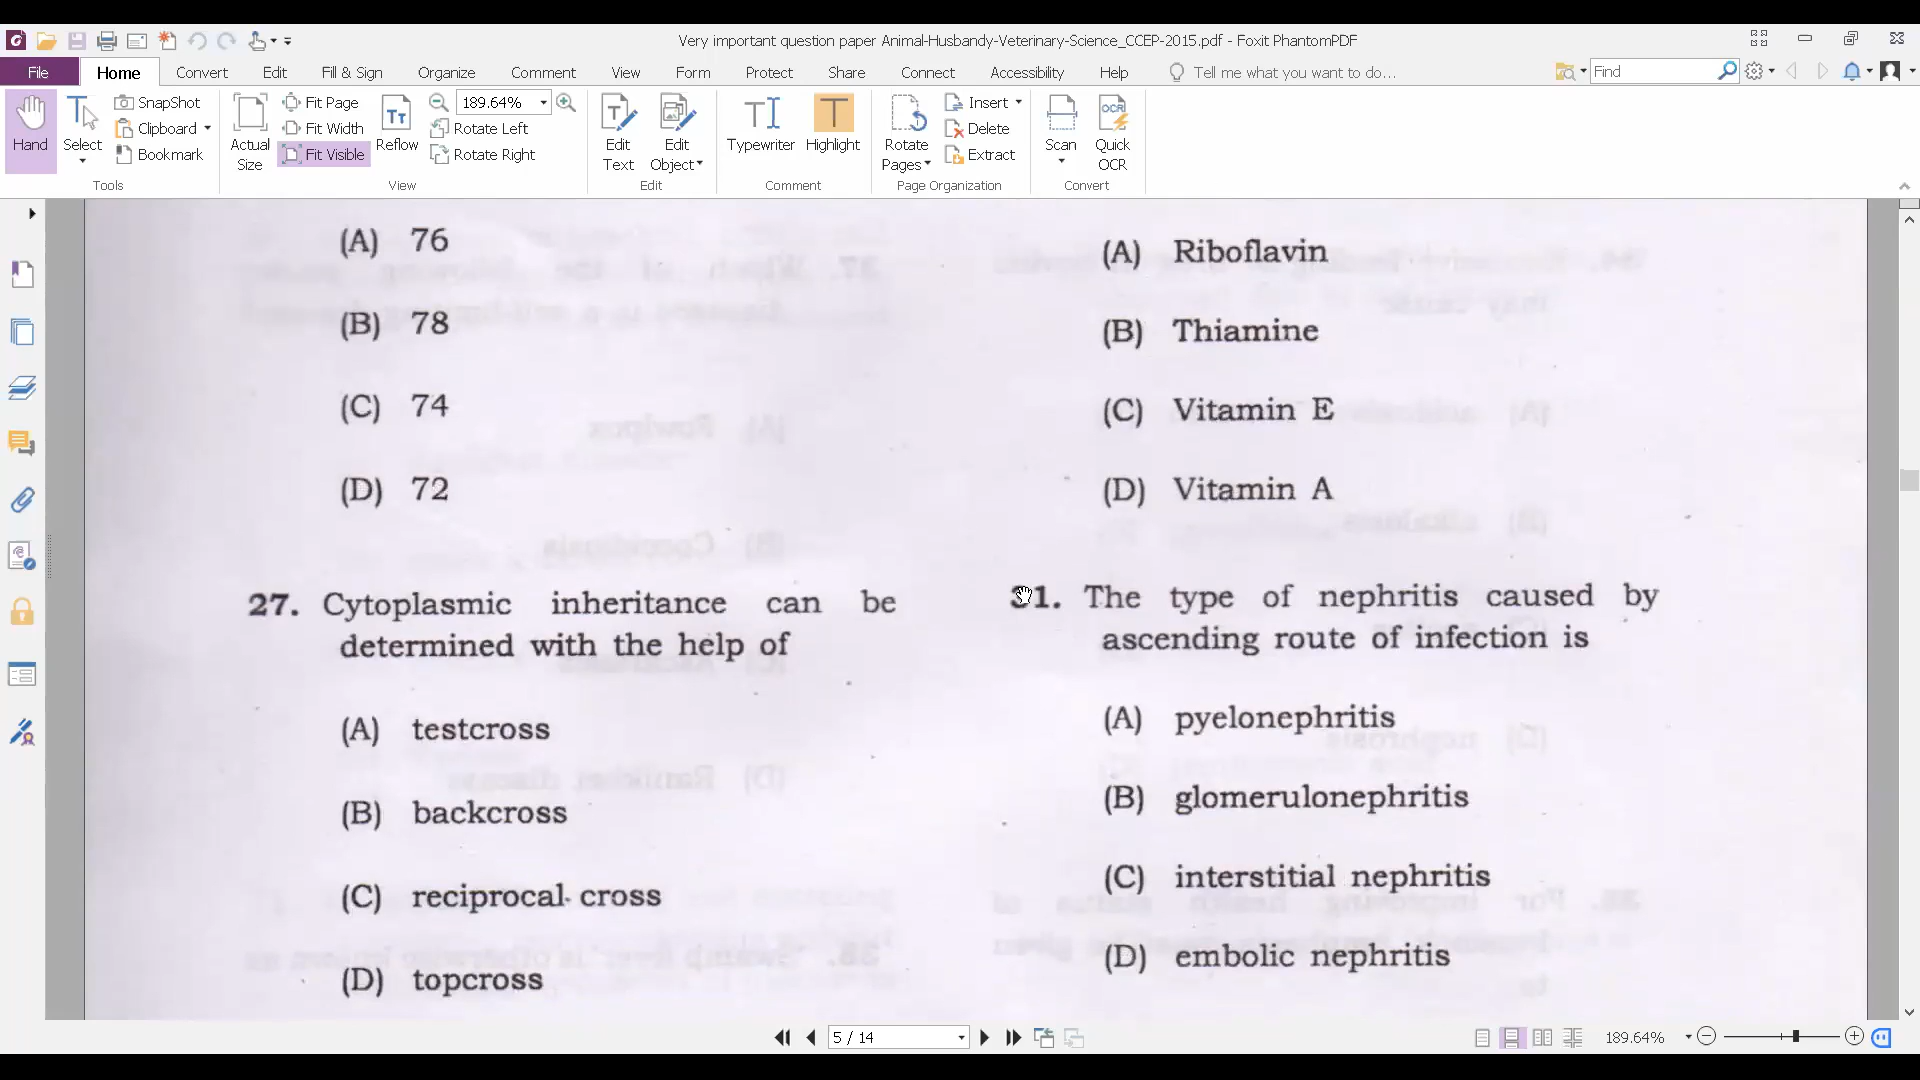 Very important question paper Animal-Husbandy-Veterinary-Science_CCEP-2015.pdf - Foxit PhantomPDF
File Home Convert Edit Fill & Sign Organize Comment View Form Protect Share Connect Accessibility Help Tell me what you want to do... Find
Hand
Select
SnapShot
Clipboard
Bookmark
Tools
Actual Size
Fit Page
Fit Width
Fit Visible
Reflow
189.64%
Rotate Left
Rotate Right
View
Edit Text
Edit Object
Edit
Typewriter
Highlight
Comment
Rotate Pages
Insert
Delete
Extract
Page Organization
Scan
Quick OCR
Convert
(A) 76
(B) 78
(C) 74
(D) 72
27. Cytoplasmic inheritance can be
determined with the help of
(A) testcross
(B) backcross
(C) reciprocal cross
(D) topcross
(A) Riboflavin
(B) Thiamine
(C) Vitamin E
(D) Vitamin A
31. The type of nephritis caused by
ascending route of infection is
(A) pyelonephritis
(B) glomerulonephritis
(C) interstitial nephritis
(D) embolic nephritis
5 / 14
189.64%